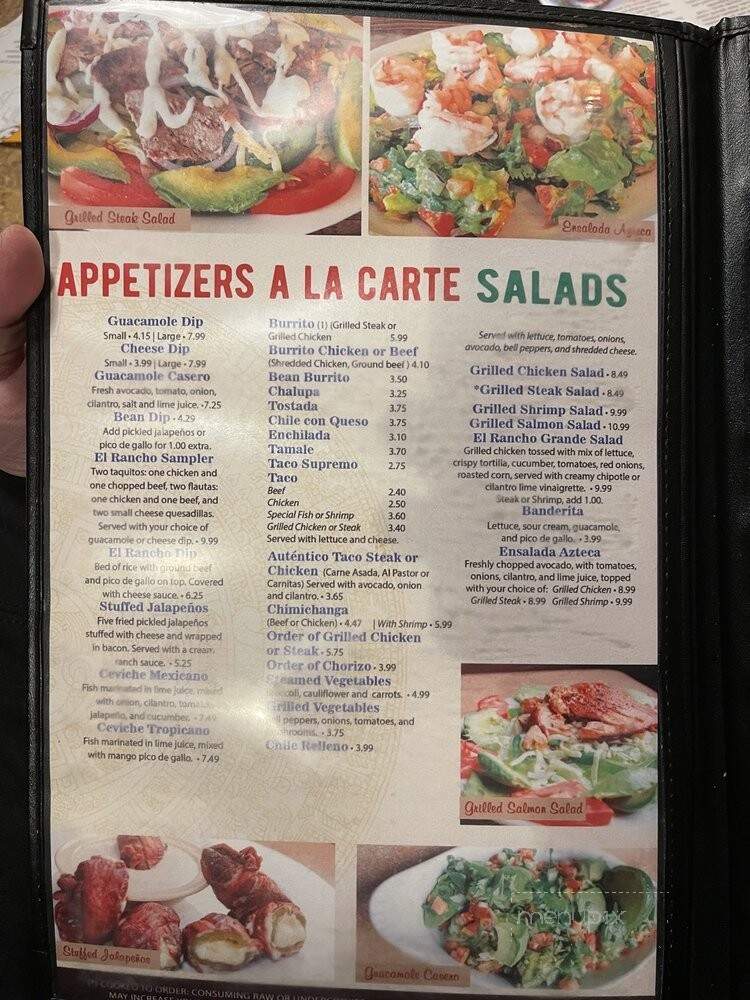 Grilled Steak Salad
Ensalada Azteca
APPETIZERS A LA CARTE SALADS
Guacamole Dip
Small • 4.15 | Large • 7.99
Cheese Dip
Small • 3.99 | Large • 7.99
Guacamole Casero
Fresh avocado, tomato, onion,
cilantro, salt and lime juice. •7.25
Bean Dip • 4.29
Add pickled jalapeños or
pico de gallo for 1.00 extra.
El Rancho Sampler
Two taquitos: one chicken and
one chopped beef, two flautas:
one chicken and one beef, and
two small cheese quesadillas.
Served with your choice of
guacamole or cheese dip. • 9.99
El Rancho Dip
Bed of rice with ground beef
and pico de gallo on top. Covered
with cheese sauce. • 6.25
Stuffed Jalapeños
Five fried pickled jalapeños
stuffed with cheese and wrapped
in bacon. Served with a cream
ranch sauce. • 5.25
Ceviche Mexicano
Fish marinated in lime juice, mixed
with onion, cilantro, tomato,
jalapeño, and cucumber. • 7.49
Ceviche Tropicano
Fish marinated in lime juice, mixed
with mango pico de gallo. • 7.49
Burrito (1) (Grilled Steak or
Grilled Chicken 5.99
Burrito Chicken or Beef
(Shredded Chicken, Ground beef ) 4.10
Bean Burrito 3.50
Chalupa 3.25
Tostada 3.75
Chile con Queso 3.75
Enchilada 3.10
Tamale 3.70
Taco Supremo 2.75
Taco
Beef 2.40
Chicken 2.50
Special Fish or Shrimp 3.60
Grilled Chicken or Steak 3.40
Served with lettuce and cheese.
Auténtico Taco Steak or
Chicken (Carne Asada, Al Pastor or
Carnitas) Served with avocado, onion
and cilantro. • 3.65
Chimichanga
(Beef or Chicken) • 4.47 | With Shrimp • 5.99
Order of Grilled Chicken
or Steak • 5.75
Order of Chorizo • 3.99
Steamed Vegetables
Broccoli, cauliflower and carrots. • 4.99
Grilled Vegetables
Bell peppers, onions, tomatoes, and
mushrooms. • 3.75
Chile Relleno • 3.99
Served with lettuce, tomatoes, onions,
avocado, bell peppers, and shredded cheese.
Grilled Chicken Salad • 8.49
*Grilled Steak Salad • 8.49
Grilled Shrimp Salad • 9.99
Grilled Salmon Salad • 10.99
El Rancho Grande Salad
Grilled chicken tossed with mix of lettuce,
crispy tortilla, cucumber, tomatoes, red onions,
roasted corn, served with creamy chipotle or
cilantro lime vinaigrette. • 9.99
Steak or Shrimp, add 1.00.
Banderita
Lettuce, sour cream, guacamole,
and pico de gallo. • 3.99
Ensalada Azteca
Freshly chopped avocado, with tomatoes,
onions, cilantro, and lime juice, topped
with your choice of: Grilled Chicken • 8.99
Grilled Steak • 8.99 Grilled Shrimp • 9.99
Grilled Salmon Salad
Stuffed Jalapeños
Guacamole Casero
menupix
COOKED TO ORDER: CONSUMING RAW OR
MAY INCREASE